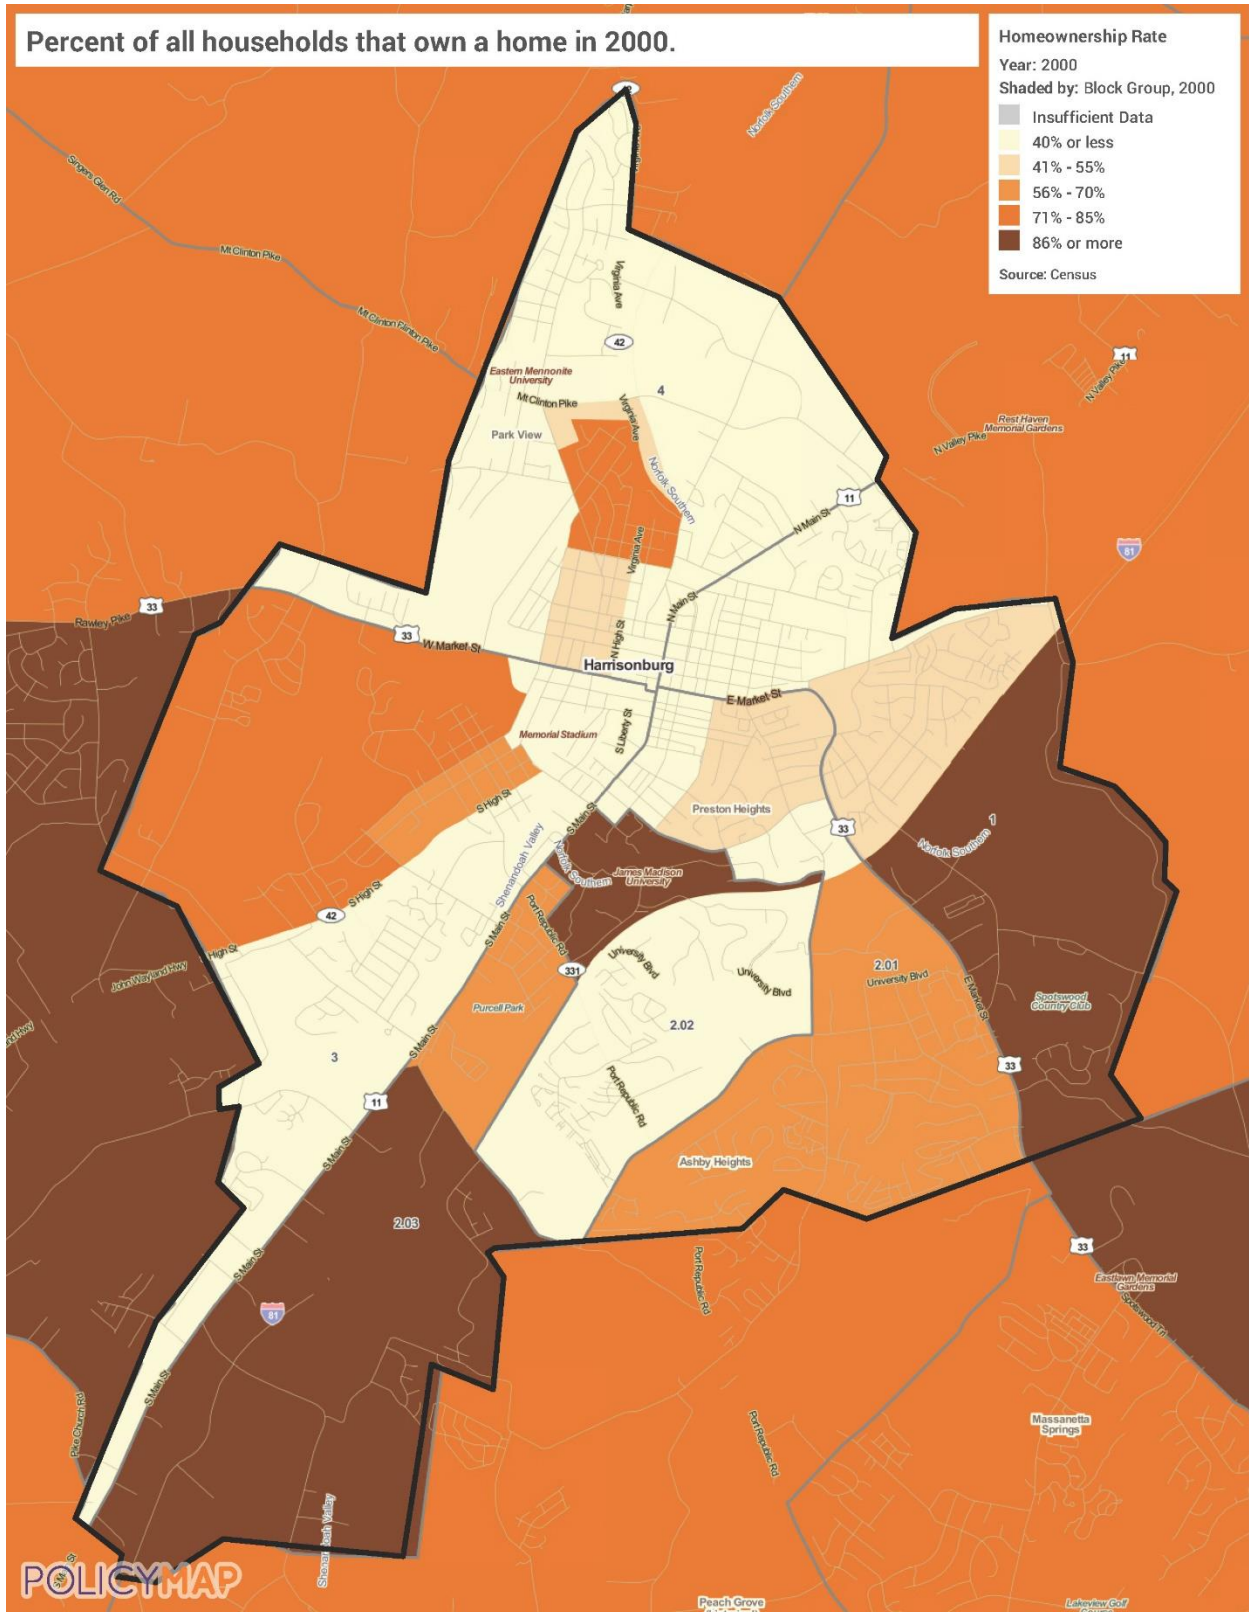 Percent of all households that own a home in 2000.
Homeownership Rate
Year: 2000
Shaded by: Block Group, 2000
Insufficient Data
40% or less
41% - 55%
56% - 70%
71% - 85%
86% or more
Source: Census
Norfolk Southern
Singers Glen Rd
Mt Clinton Pike
Virginia Ave
Mt Clinton Pike
42
11
N Valley Pike
Eastern Mennonite
University
4
Mt Clinton Pike
Virginia Ave
Rest Haven
Memorial Gardens
Park View
N Valley Pike
Norfolk Southern
11
N Main St
Virginia Ave
81
33
Rawley Pike
N Main St
33
W Market St
N High St
Harrisonburg
E Market St
Memorial Stadium
S Liberty St
S High St
Preston Heights
S Main St
33
1
Norfolk Southern
Shenandoah Valley
Norfolk Southern
James Madison
University
S High St
42
Port Republic Rd
S Main St
High St
John Wayland Hwy
331
University Blvd
University Blvd
2.01
University Blvd
E Market St
Spotswood
Country Club
Purcell Park
2.02
S Main St
3
33
Port Republic Rd
11
S Main St
Ashby Heights
2.03
33
S Main St
Port Republic Rd
Eastlawn Memorial
Gardens
81
Spotswood Trl
S Main St
Pike Church Rd
Massanetta
Springs
Port Republic Rd
Shenandoah Valley
POLICYMAP
Peach Grove
Lakeview Golf